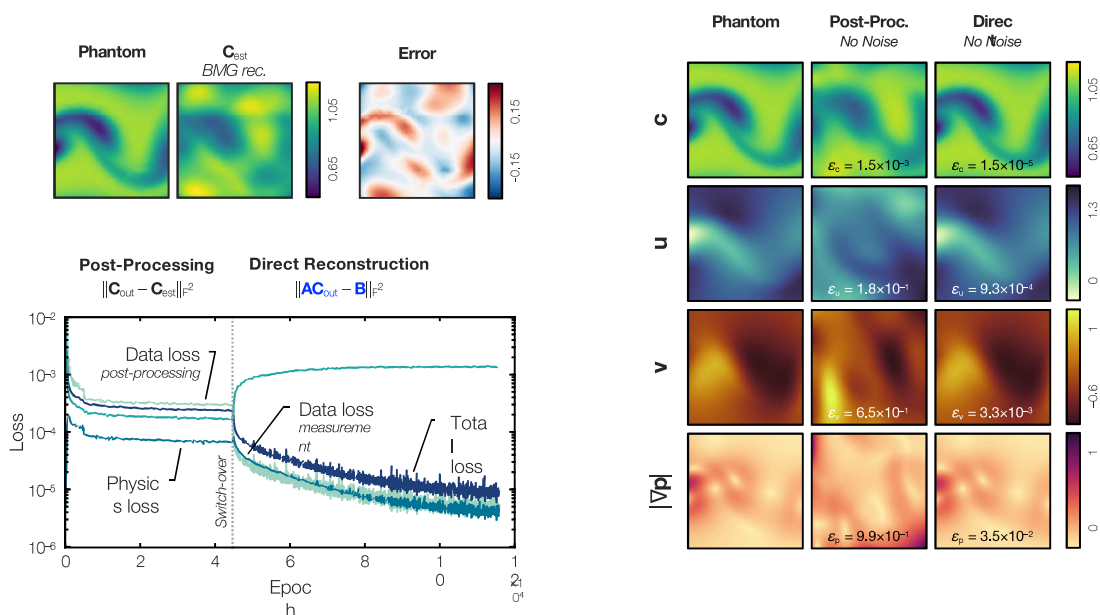 Phantom
C_est
BMG rec.
Error
1.05
0.65
0.15
-0.15
Post-Processing
||C_out – C_est||_F²
Direct Reconstruction
||AC_out – B||_F²
10⁻²
10⁻³
10⁻⁴
10⁻⁵
10⁻⁶
Loss
Data loss
post-processing
Physic
s loss
Switch-over
Data loss
measureme
nt
Tota
l
loss
0
2
4
6
8
1
0
1
2
×1
0⁴
Epoc
h
Phantom
Post-Proc.
No Noise
Direc
t
No Noise
c
ε_c = 1.5×10⁻³
ε_c = 1.5×10⁻⁵
1.05
0.65
u
ε_u = 1.8×10⁻¹
ε_u = 9.3×10⁻⁴
1.3
0
v
ε_v = 6.5×10⁻¹
ε_v = 3.3×10⁻³
1
-0.6
|∇p|
ε_p = 9.9×10⁻¹
ε_p = 3.5×10⁻²
1
0